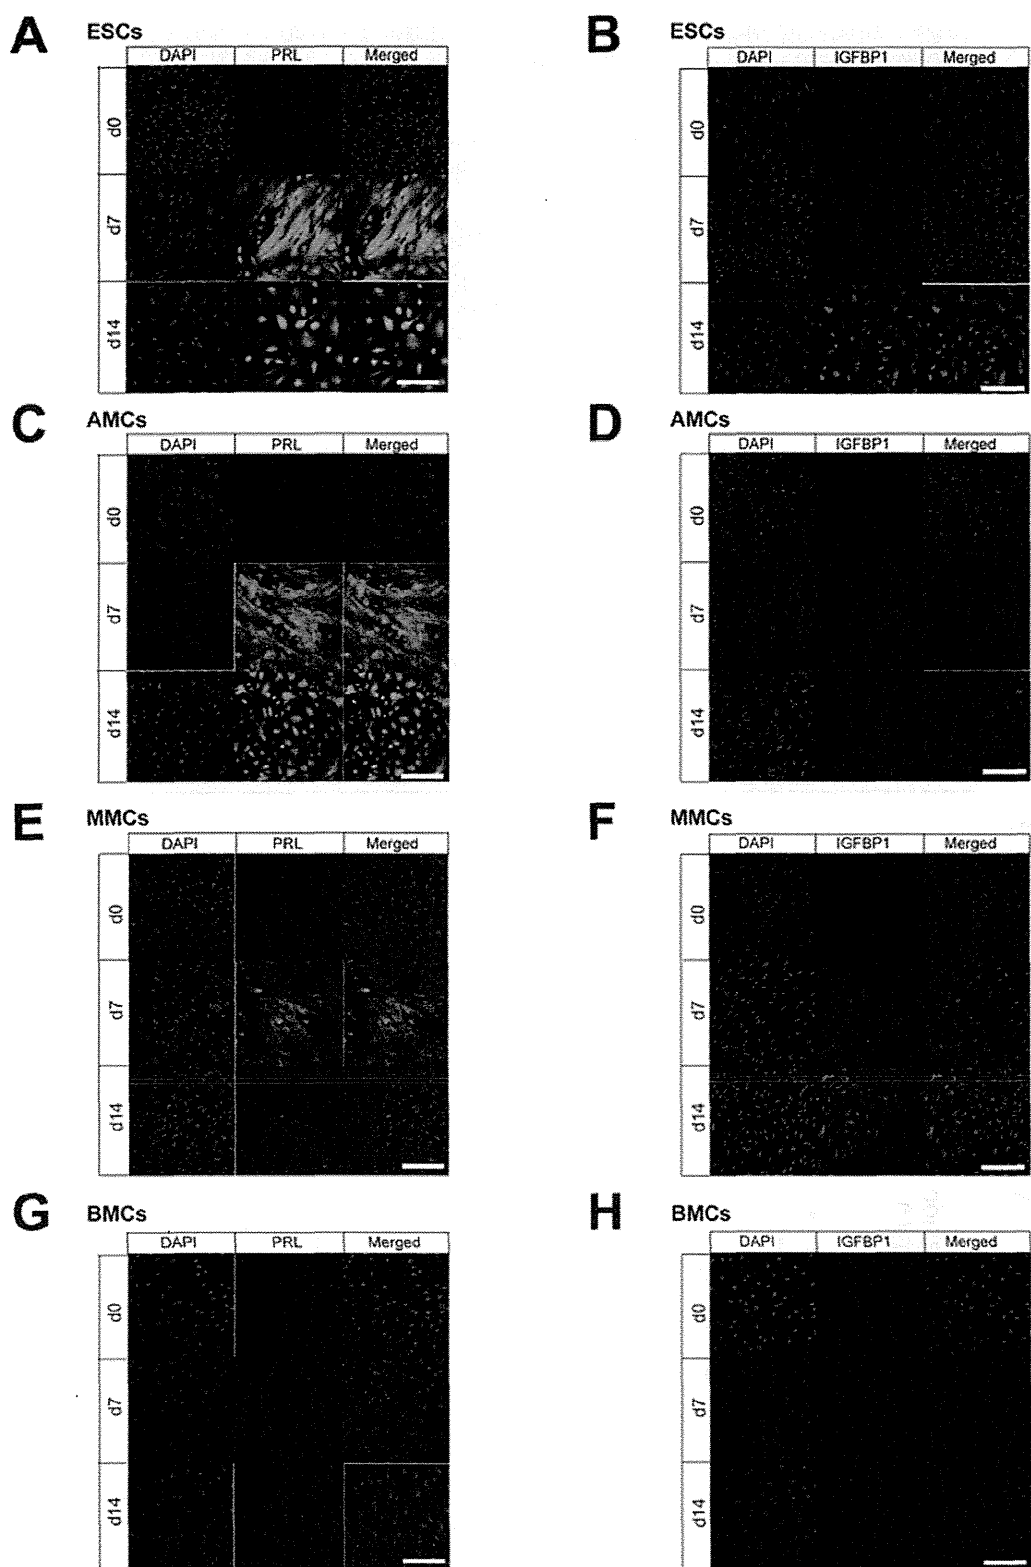 A ESCs
DAPI PRL Merged
d0
d7
d14
B ESCs
DAPI IGFBP1 Merged
d0
d7
d14
C AMCs
DAPI PRL Merged
d0
d7
d14
D AMCs
DAPI IGFBP1 Merged
d0
d7
d14
E MMCs
DAPI PRL Merged
d0
d7
d14
F MMCs
DAPI IGFBP1 Merged
d0
d7
d14
G BMCs
DAPI PRL Merged
d0
d7
d14
H BMCs
DAPI IGFBP1 Merged
d0
d7
d14